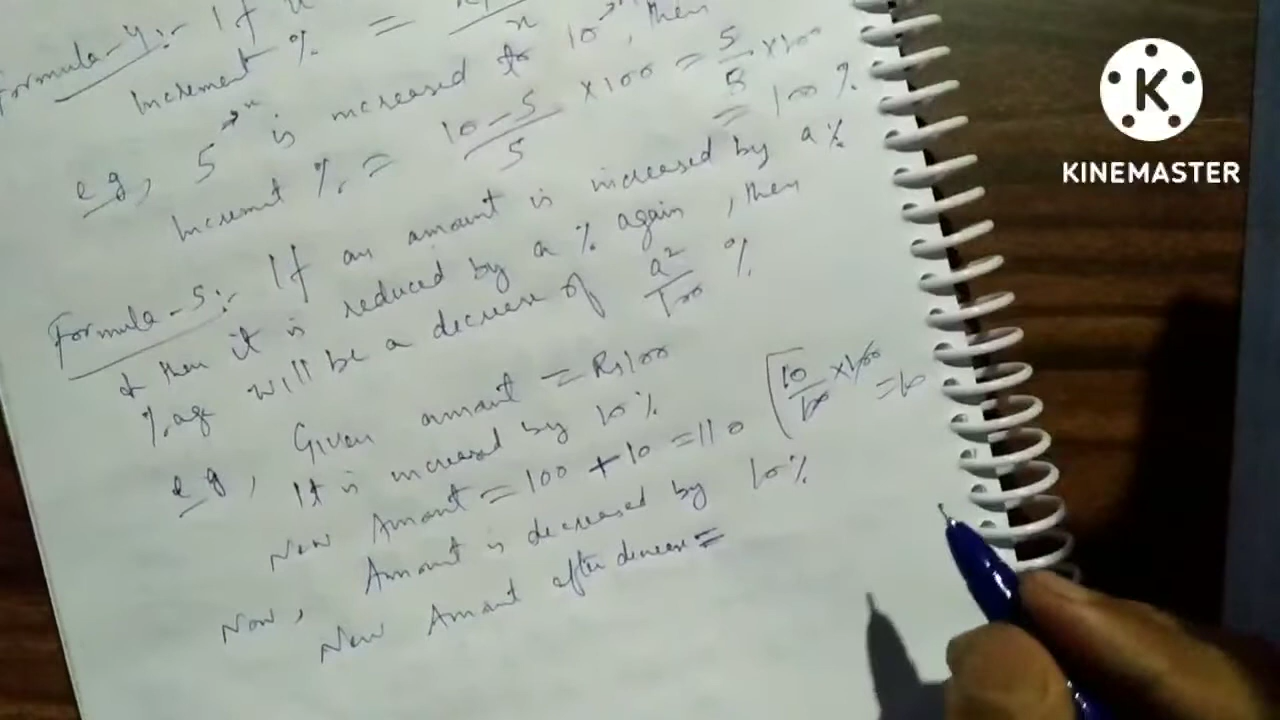 Formula-4:- If
Increment % =
x
e.g, 5 is increased to 10, then
Increment % = 10-5/5 ×100 = 5/5 ×100
= 100 %
Formula-5:- If an amount is increased by a%
& then it is reduced by a % again, then
%age will be a decrease of a²/100 %
e.g, Given amount = Rs100
It is increased by 10%
New Amount = 100 + 10 = 110 [10/100 ×100 = 10
Now, Amount is decreased by 10%
New Amount after decrease =
K
KINEMASTER